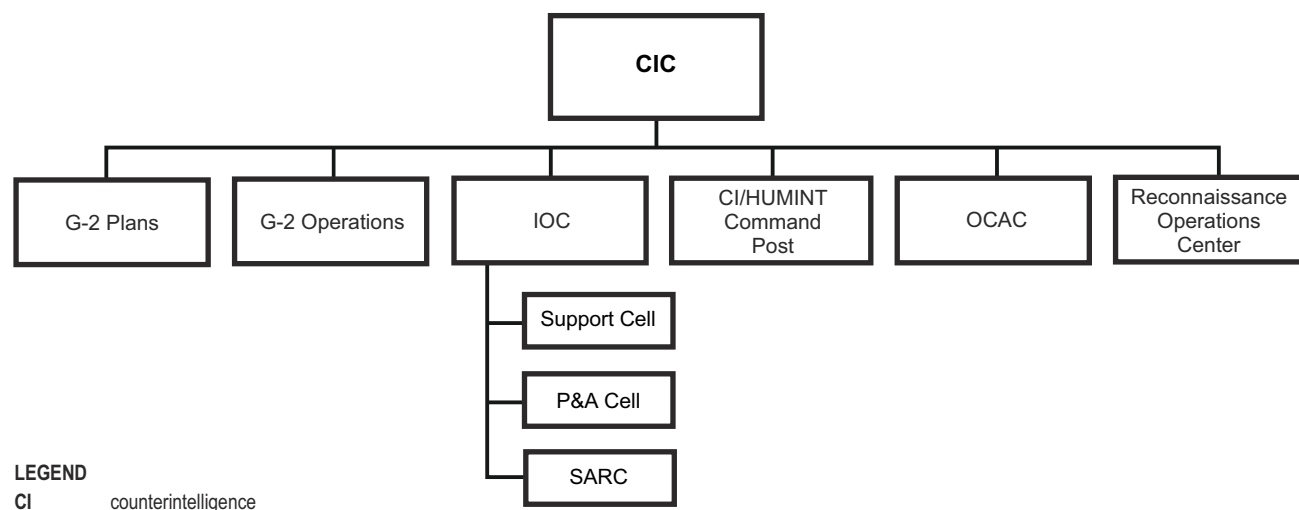 CIC
G-2 Plans
G-2 Operations
IOC
CI/HUMINT
Command
Post
OCAC
Reconnaissance
Operations
Center
Support Cell
P&A Cell
SARC
LEGEND
CI counterintelligence